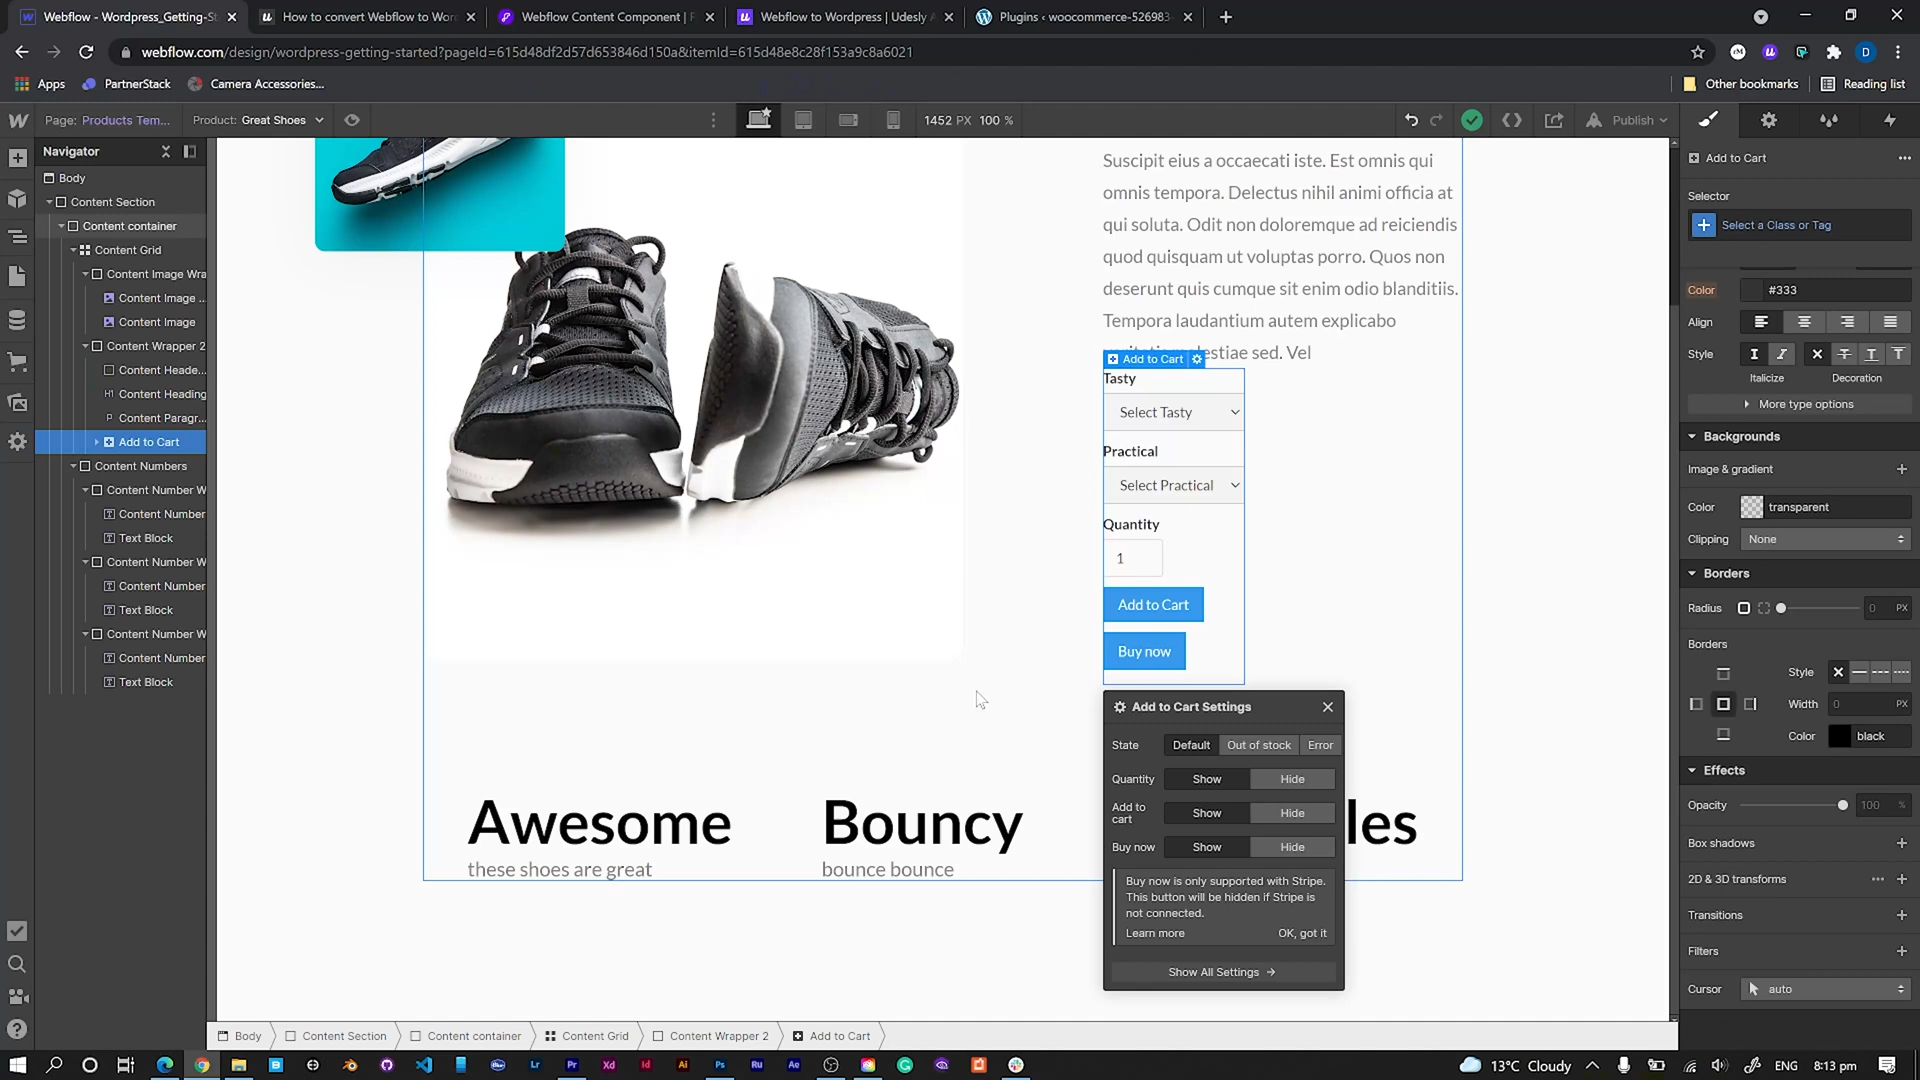 Webflow - Wordpress_Getting-St
How to convert Webflow to Wor
Webflow Content Component | F
Webflow to Wordpress | Udesly A
Plugins ‹ woocommerce-526983
webflow.com/design/wordpress-getting-started?pageId=615d48df2d57d653846d150a&itemId=615d48e8c28f153a9c8a6021
Apps
PartnerStack
Camera Accessories...
Other bookmarks
Reading list
Page: Products Tem...
Product: Great Shoes
1452 PX 100 %
Publish
Navigator
Body
Content Section
Content container
Content Grid
Content Image Wra
Content Image ...
Content Image
Content Wrapper 2
Content Heade...
H1 Content Heading
Content Paragr...
Add to Cart
Content Numbers
Content Number W
Content Number
Text Block
Content Number W
Content Number
Text Block
Content Number W
Content Number
Text Block
Suscipit eius a occaecati iste. Est omnis qui
omnis tempora. Delectus nihil animi officia at
qui soluta. Odit non doloremque ad reiciendis
quod quisquam ut voluptas porro. Quos non
deserunt quis cumque sit enim odio blanditiis.
Tempora laudantium autem explicabo
estiae sed. Vel
Add to Cart
Tasty
Select Tasty
Practical
Select Practical
Quantity
1
Add to Cart
Buy now
Awesome
these shoes are great
Bouncy
bounce bounce
les
Add to Cart Settings
State
Default
Out of stock
Error
Quantity
Show
Hide
Add to
cart
Show
Hide
Buy now
Show
Hide
Buy now is only supported with Stripe.
This button will be hidden if Stripe is
not connected.
Learn more
OK, got it
Show All Settings
Add to Cart
Selector
Select a Class or Tag
Color
#333
Align
Style
Italicize
Decoration
More type options
Backgrounds
Image & gradient
Color
transparent
Clipping
None
Borders
Radius
0 PX
Borders
Style
Width
0 PX
Color
black
Effects
Opacity
100 %
Box shadows
2D & 3D transforms
Transitions
Filters
Cursor
auto
Body
Content Section
Content container
Content Grid
Content Wrapper 2
Add to Cart
13°C Cloudy
ENG
8:13 pm